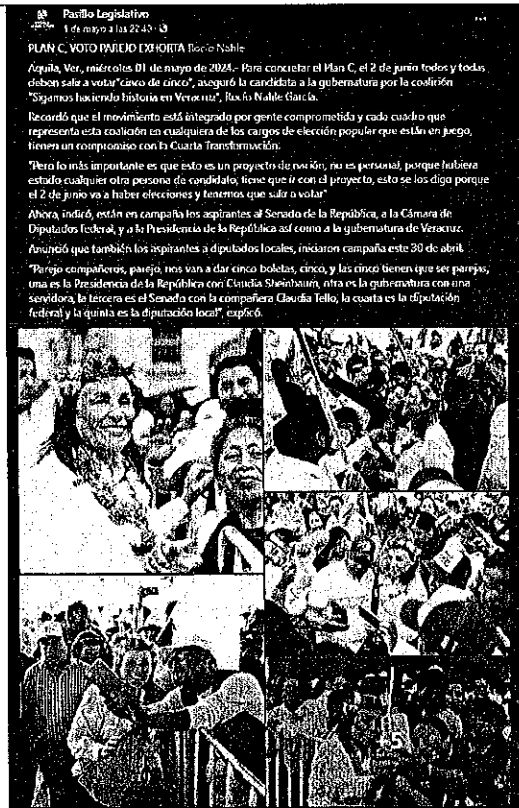 Pasillo Legislativo
1 de mayo a las 22:40 ·
PLAN C, VOTO PAREJO EXHORTA Rocío Nahle
Aquila, Ver., miércoles 01 de mayo de 2024.- Para concretar el Plan C, el 2 de junio todos y todas
deben salir a votar "cinco de cinco", aseguró la candidata a la gubernatura por la coalición
"Sigamos haciendo historia en Veracruz", Rocío Nahle García.
Recordó que el movimiento está integrado por gente comprometida y cada cuadro que
representa esta coalición en cualquiera de los cargos de elección popular que están en juego,
tienen un compromiso con la Cuarta Transformación.
"Pero lo más importante es que esto es un proyecto de nación, no es personal, porque hubiera
estado cualquier otra persona de candidato, tiene que ir con el proyecto, esto se los digo porque
el 2 de junio va a haber elecciones y tenemos que salir a votar"
Ahora, indicó, están en campaña los aspirantes al Senado de la República, a la Cámara de
Diputados federal, y a la Presidencia de la República así como a la gubernatura de Veracruz.
Anunció que también los aspirantes a diputados locales, iniciaron campaña este 30 de abril.
"Parejo compañeros, parejo, nos van a dar cinco boletas, cinco, y las cinco tienen que ser parejas,
una es la Presidencia de la República con Claudia Sheinbaum, otra es la gubernatura con una
servidora, la tercera es el Senado con la compañera Claudia Tello, la cuarta es la diputación
federal y la quinta es la diputación local", explicó.